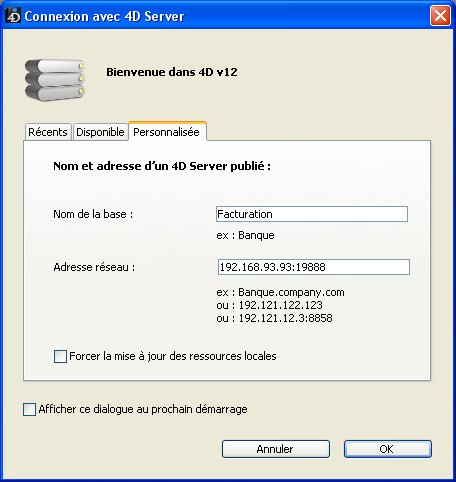 Connexion avec 4D Server
Bienvenue dans 4D v12
Récents Disponible Personnalisée
Nom et adresse d'un 4D Server publié :
Nom de la base : Facturation
ex : Banque
Adresse réseau : 192.168.93.93:19888
ex : Banque.company.com
ou : 192.121.122.123
ou : 192.121.12.3:8858
Forcer la mise à jour des ressources locales
Afficher ce dialogue au prochain démarrage
Annuler OK